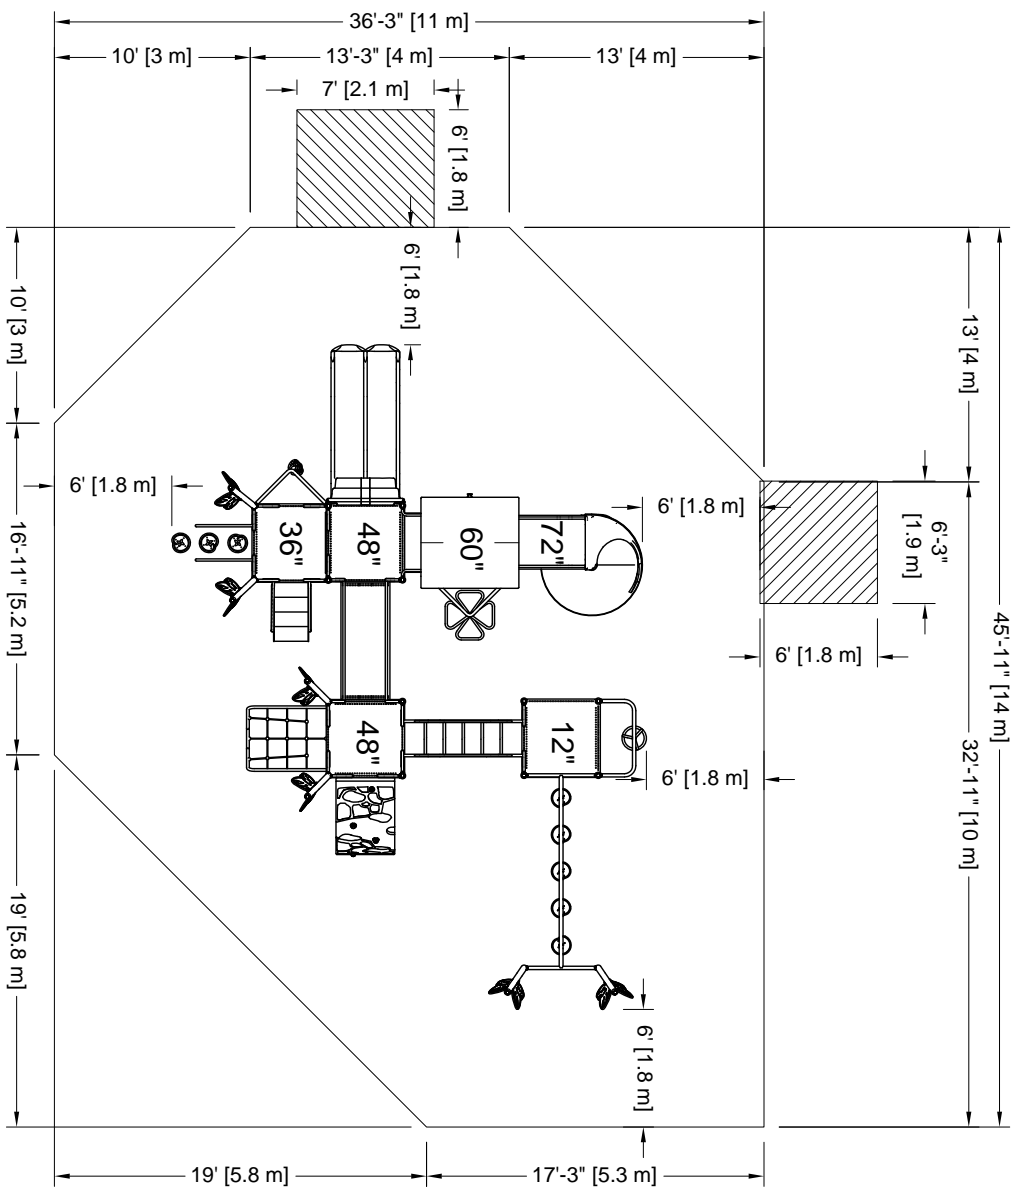 36'-3" [11 m]
10' [3 m]
13'-3" [4 m]
13' [4 m]
7' [2.1 m]
6' [1.8 m]
6' [1.8 m]
10' [3 m]
13' [4 m]
16'-11" [5.2 m]
6' [1.8 m]
6' [1.8 m]
6'-3"
[1.9 m]
36"
48"
60"
72"
45'-11" [14 m]
6' [1.8 m]
48"
12"
32'-11" [10 m]
6' [1.8 m]
19' [5.8 m]
6' [1.8 m]
19' [5.8 m]
17'-3" [5.3 m]